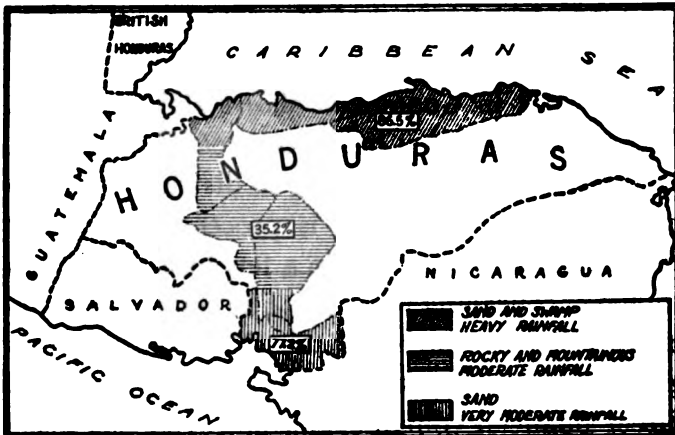 BRITISH
HONDURAS
CARIBBEAN SEA
GUATEMALA
HONDURAS
35.2%
SALVADOR
NICARAGUA
PACIFIC OCEAN
SAND AND SWAMP
HEAVY RAINFALL
ROCKY AND MOUNTAINOUS
MODERATE RAINFALL
SAND
VERY MODERATE RAINFALL